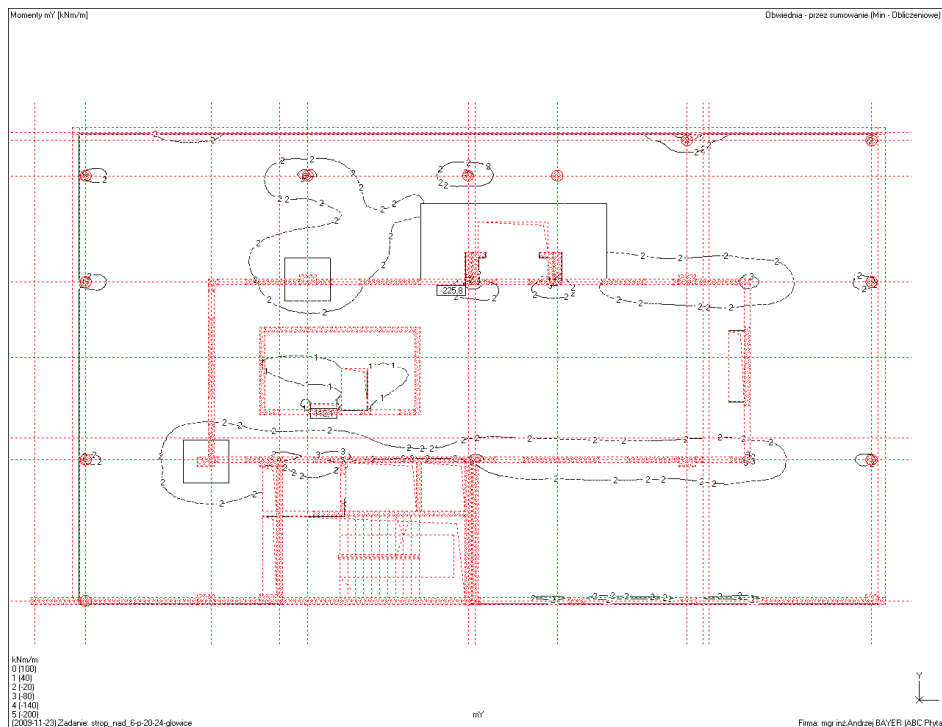 Momenty mY [kNm/m]
Obwiednia - przez sumowanie (Min - Obliczeniowe)
-225,8
kNm/m
0 (100)
1 (40)
2 (-20)
3 (-80)
4 (-140)
5 (-200)
mY
Y
X
(2009-11-23) Zadanie: strop_nad_6-p-20-24-glowice
Firma: mgr inż.Andrzej BAYER (ABC Płyta